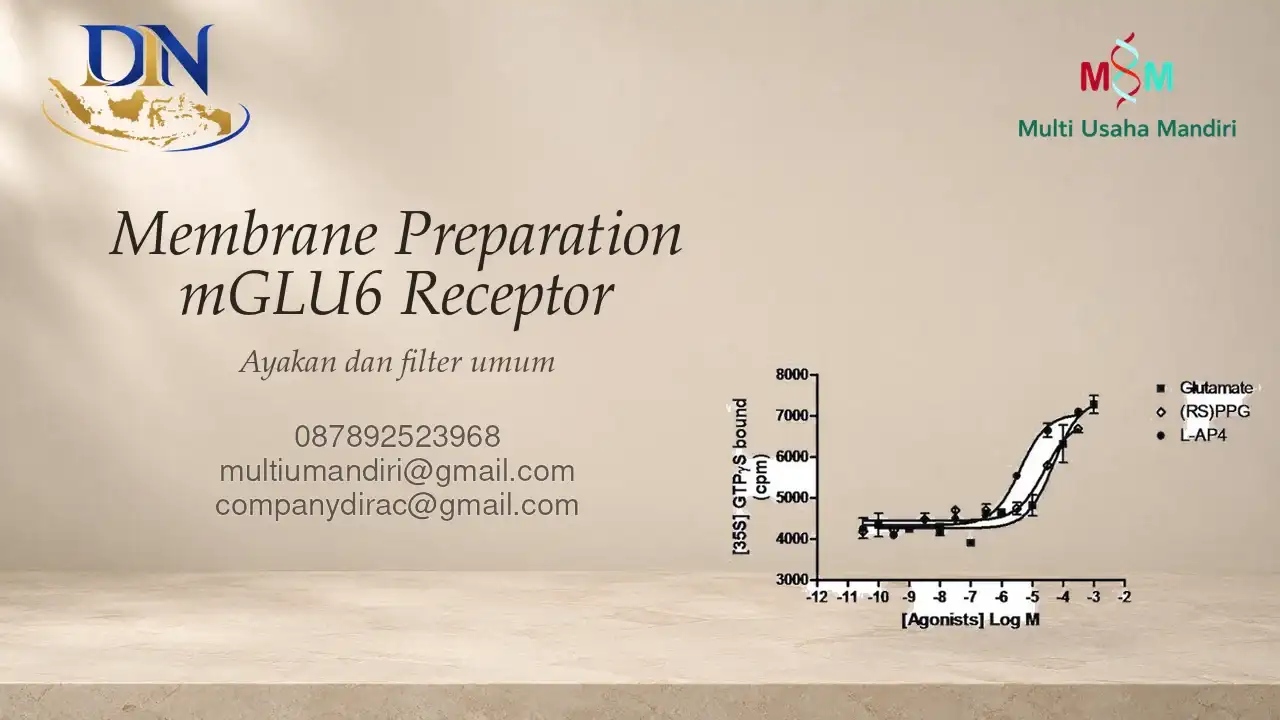 DIN
M M
Multi Usaha Mandiri
Membrane Preparation
mGLU6 Receptor
Ayakan dan filter umum
087892523968
multiumandiri@gmail.com
companydirac@gmail.com
[35S] GTPγS bound
(cpm)
8000
7000
6000
5000
4000
3000
-12 -11 -10 -9 -8 -7 -6 -5 -4 -3 -2
[Agonists] Log M
Glutamate
(RS)PPG
L-AP4